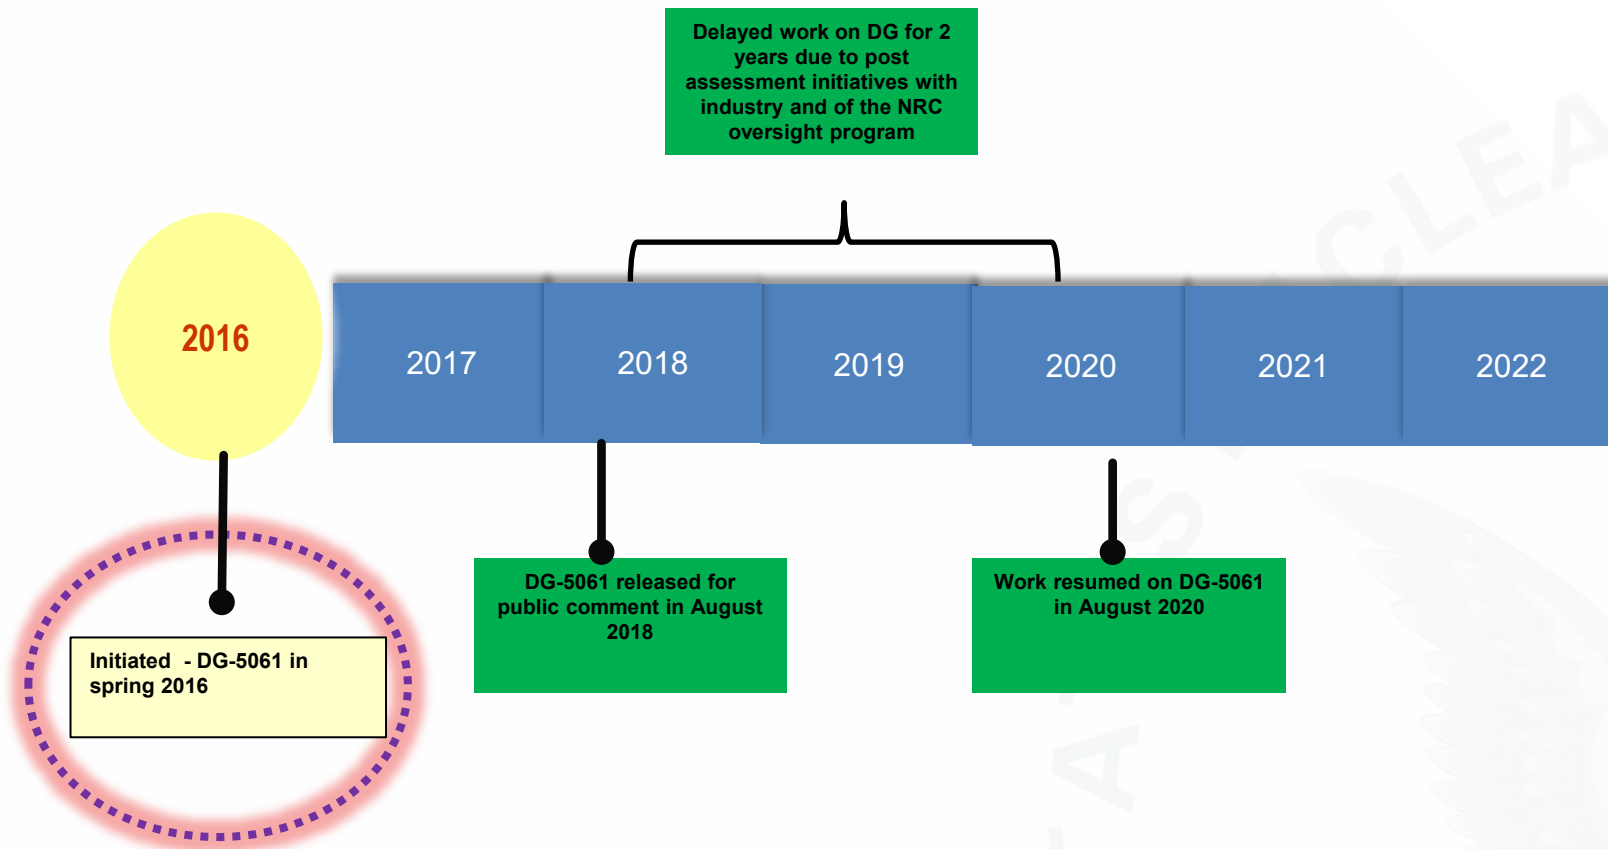 Delayed work on DG for 2
years due to post
assessment initiatives with
industry and of the NRC
oversight program
2016
2017
2018
2019
2020
2021
2022
DG-5061 released for
public comment in August
2018
Work resumed on DG-5061
in August 2020
Initiated  - DG-5061 in
spring 2016